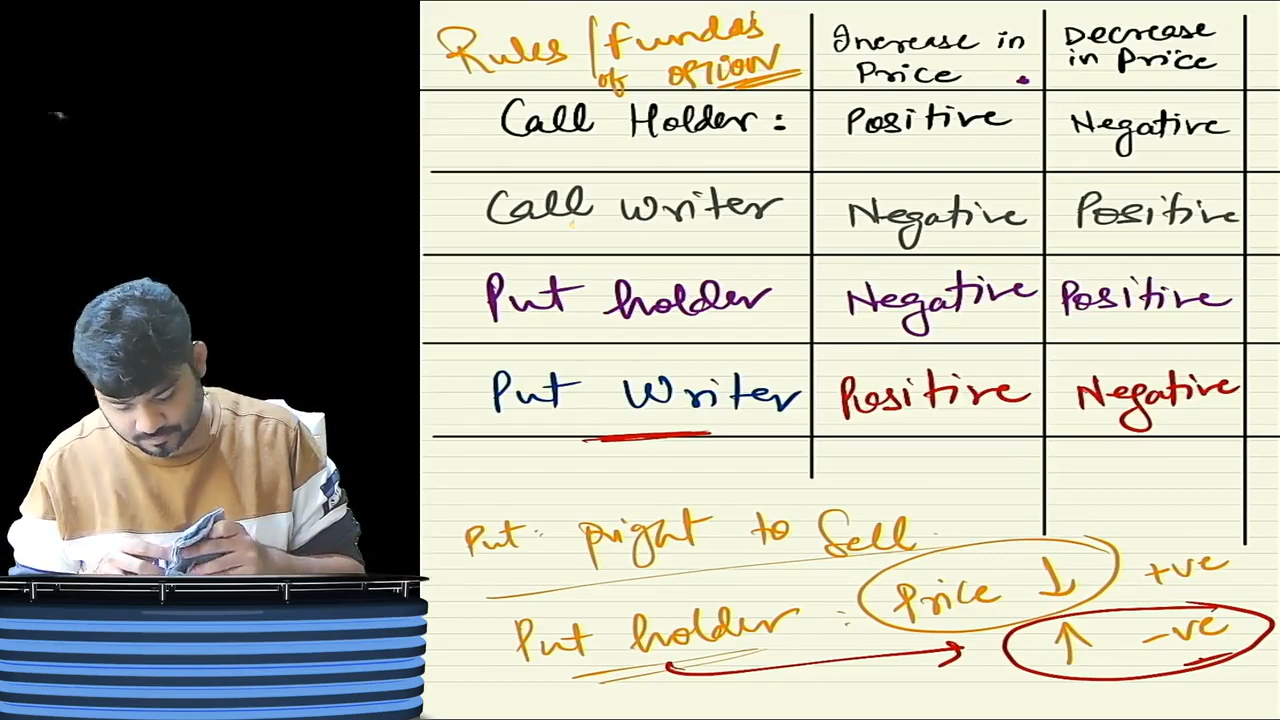 Rules / fundas of option
Increase in Price
Decrease in Price
Call Holder : Positive Negative
Call writer Negative Positive
Put holder Negative Positive
Put Writer Positive Negative
Put : right to Sell
Put holder : Price ↓ +ve
↑ -ve